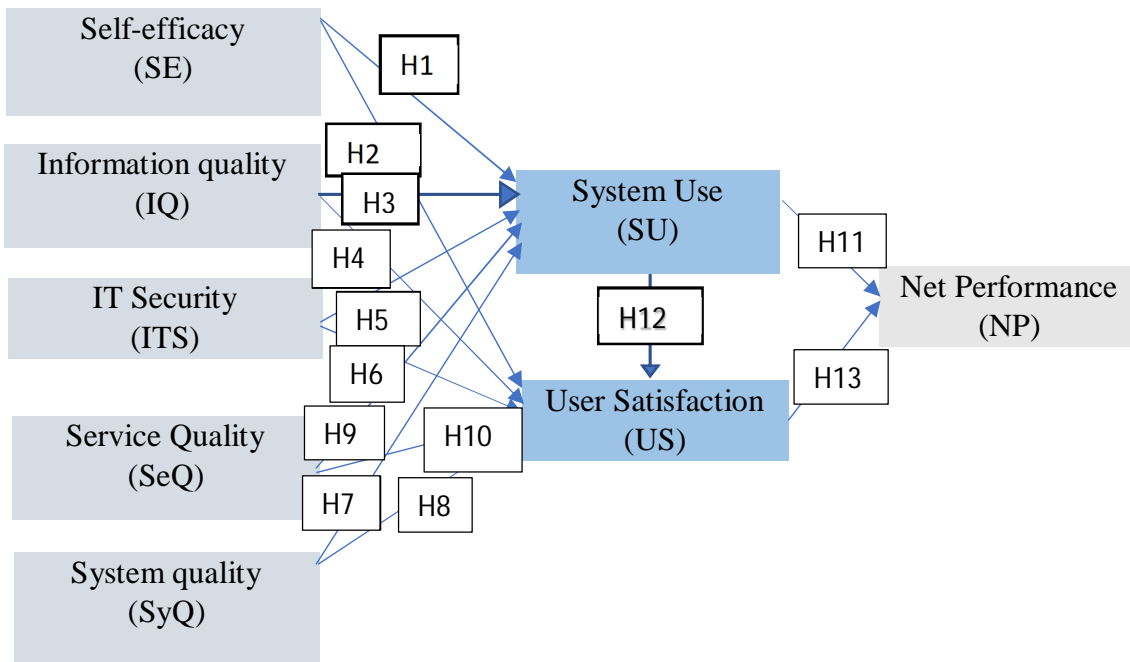 Self-efficacy
(SE)
H1
Information quality
(IQ)
H2
H3
System Use
(SU)
H4
H11
IT Security
(ITS)
H5
H12
Net Performance
(NP)
H6
H13
User Satisfaction
(US)
Service Quality
(SeQ)
H9
H10
H7
H8
System quality
(SyQ)